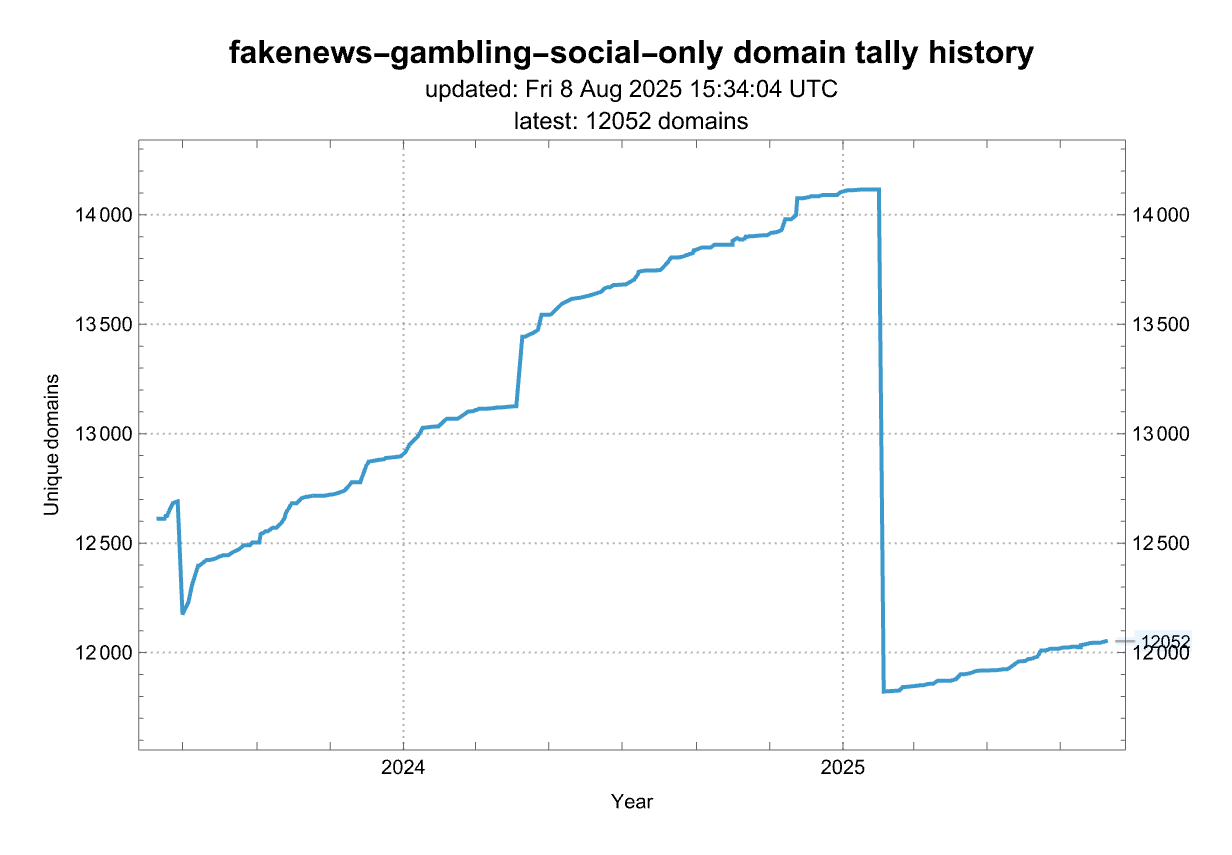 fakenews−gambling−social−only domain tally history
updated: Fri 8 Aug 2025 15:34:04 UTC
latest: 12052 domains
14000 14000
13500 13500
Unique domains
13000 13000
12500 12500
12052
12000 12000
2024 2025
Year